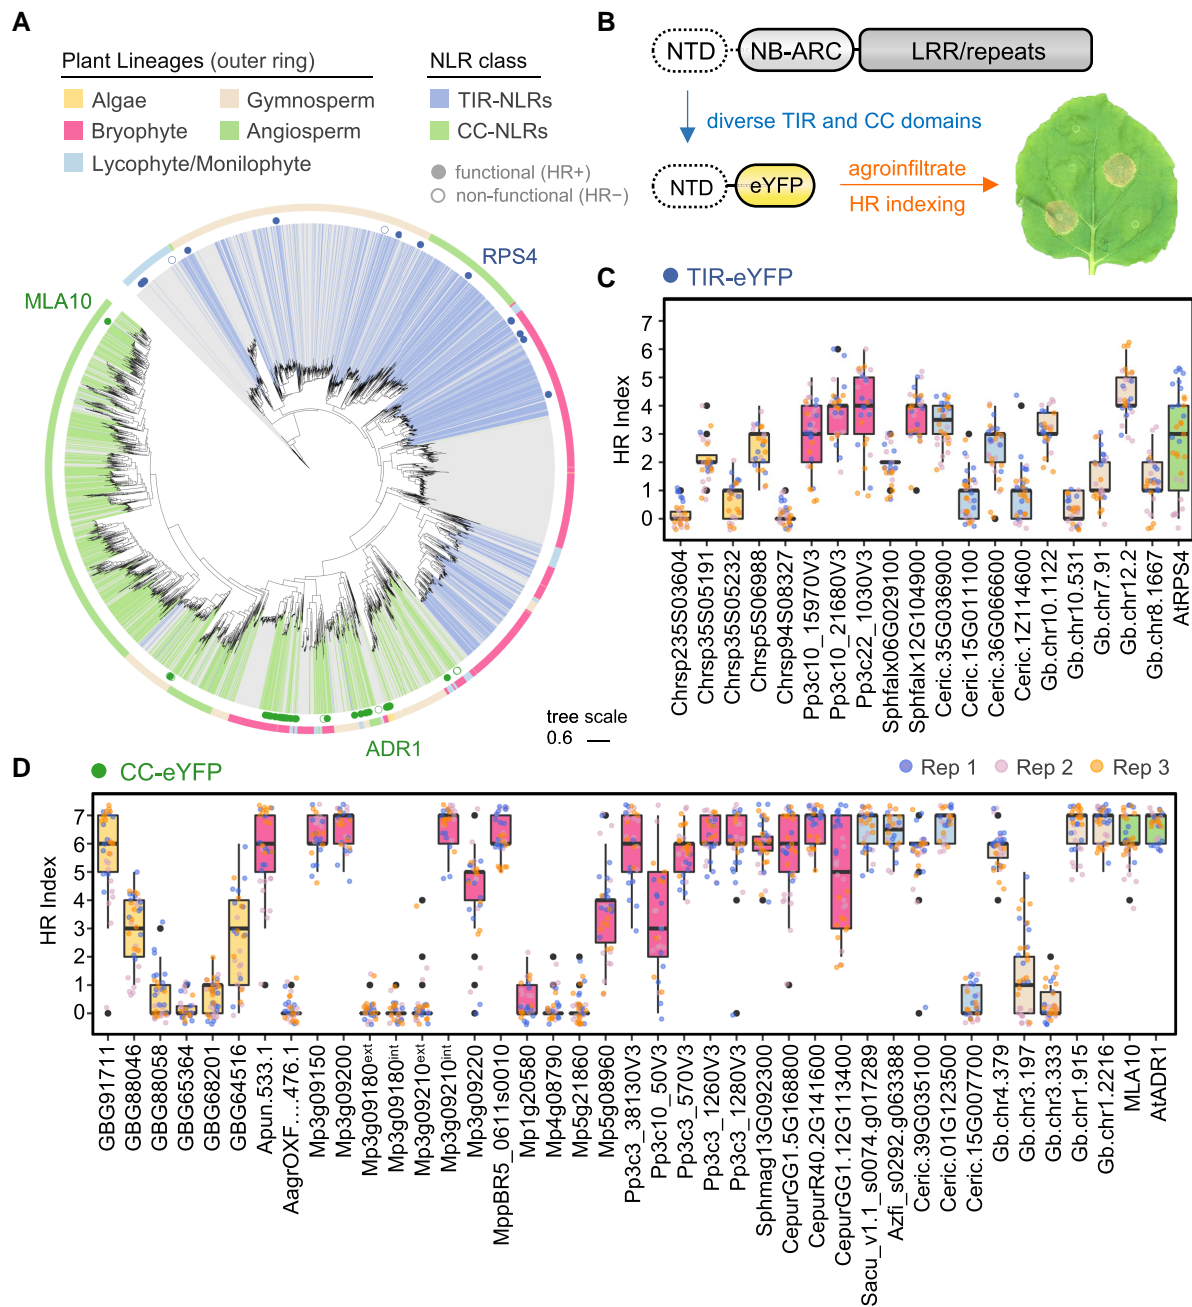 A
Plant Lineages (outer ring)
Algae
Gymnosperm
Bryophyte
Angiosperm
Lycophyte/Monilophyte
NLR class
TIR-NLRs
CC-NLRs
functional (HR+)
non-functional (HR−)
RPS4
MLA10
ADR1
tree scale
0.6
B
NTD
NB-ARC
LRR/repeats
diverse TIR and CC domains
NTD
eYFP
agroinfiltrate
HR indexing
C
TIR-eYFP
HR Index
7
6
5
4
3
2
1
0
Chrsp235S03604
Chrsp35S05191
Chrsp35S05232
Chrsp5S06988
Chrsp94S08327
Pp3c10_15970V3
Pp3c10_21680V3
Pp3c22_1030V3
Sphfalx06G029100
Sphfalx12G104900
Ceric.35G036900
Ceric.15G011100
Ceric.36G066600
Ceric.1Z114600
Gb.chr10.1122
Gb.chr10.531
Gb.chr7.91
Gb.chr12.2
Gb.chr8.1667
AtRPS4
D
CC-eYFP
Rep 1
Rep 2
Rep 3
HR Index
7
6
5
4
3
2
1
0
GBG91711
GBG88046
GBG88058
GBG65364
GBG68201
GBG64516
Apun.533.1
AagrOXF....476.1
Mp3g09150
Mp3g09200
Mp3g09180ext
Mp3g09180int
Mp3g09210ext
Mp3g09210int
Mp3g09220
MppBR5_0611s0010
Mp1g20580
Mp4g08790
Mp5g21860
Mp5g08960
Pp3c3_38130V3
Pp3c10_50V3
Pp3c3_570V3
Pp3c3_1260V3
Pp3c3_1280V3
Sphmag13G092300
CepurGG1.5G168800
CepurR40.2G141600
CepurGG1.12G113400
Sacu_v1.1_s0074.g017289
Azfi_s0292.g063388
Ceric.39G035100
Ceric.01G123500
Ceric.15G007700
Gb.chr4.379
Gb.chr3.197
Gb.chr3.333
Gb.chr1.915
Gb.chr1.2216
MLA10
AtADR1